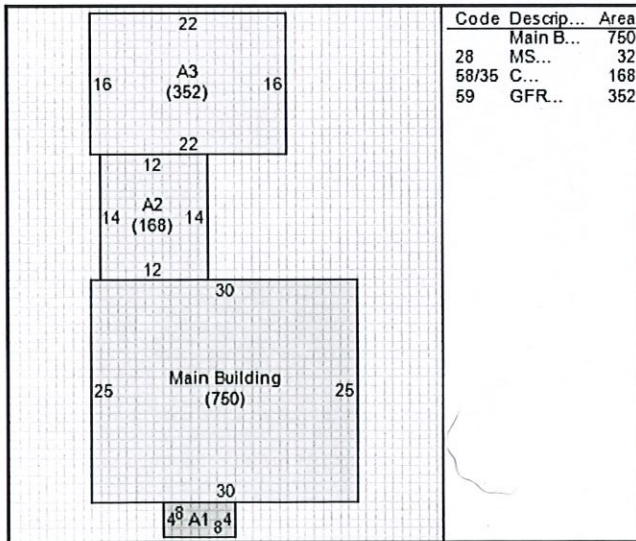 22
16 A3 16
(352)
22
12
14 A2 14
(168)
12
30
25 Main Building 25
(750)
30
4 8 A1 8 4
Code Descrip... Area
Main B... 750
28 MS... 32
58/35 C... 168
59 GFR... 352